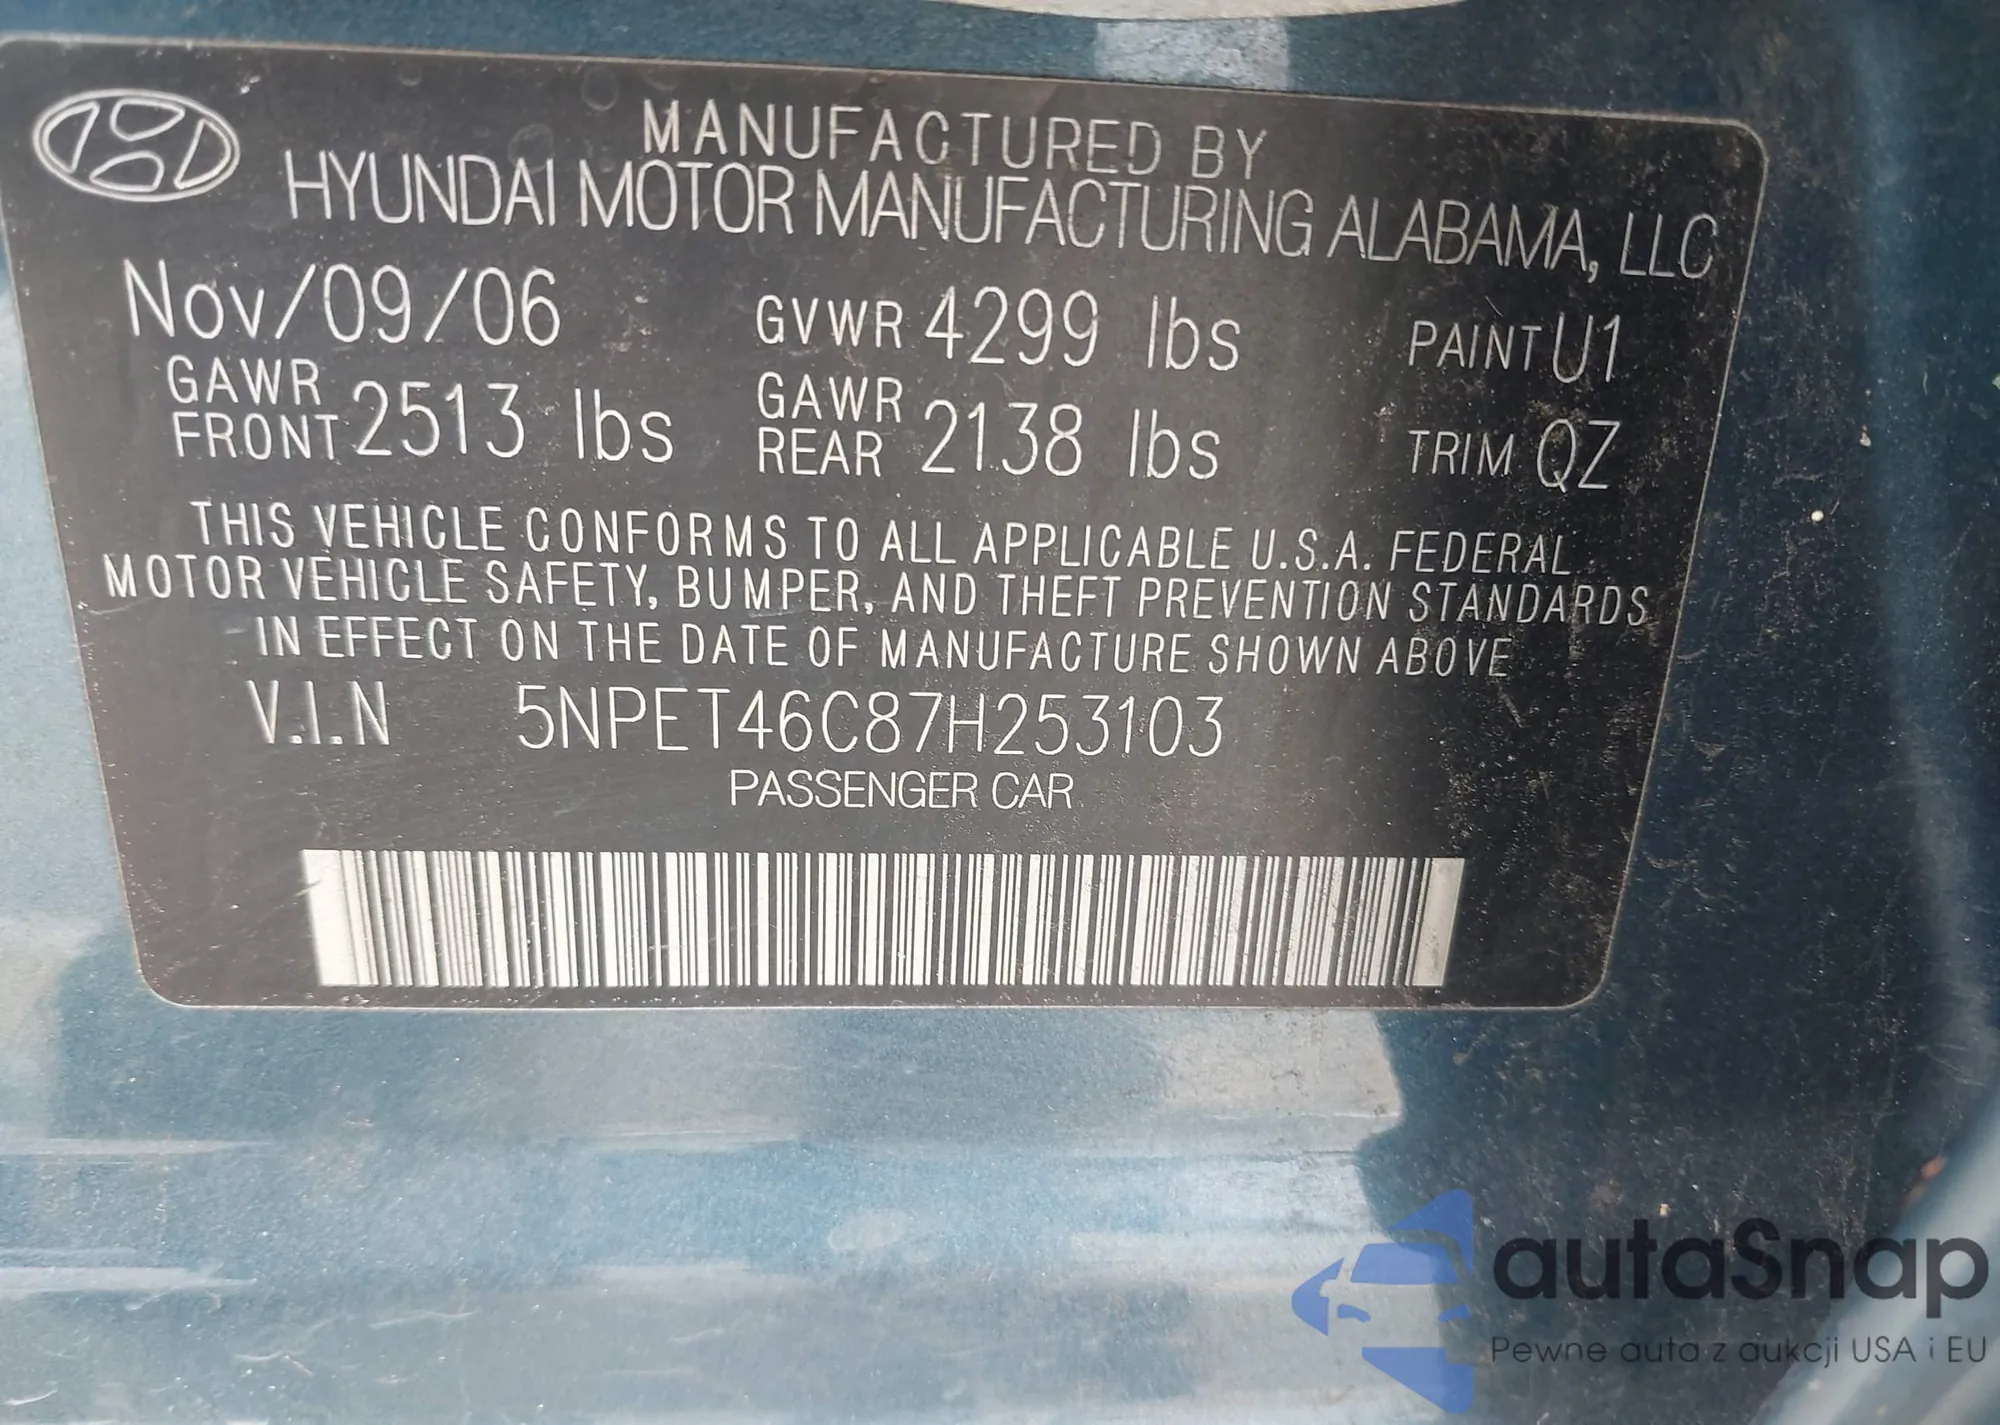 MANUFACTURED BY
HYUNDAI MOTOR MANUFACTURING ALABAMA, LLC
Nov/09/06 GVWR 4299 lbs PAINT U1
GAWR FRONT 2513 lbs GAWR REAR 2138 lbs TRIM QZ
THIS VEHICLE CONFORMS TO ALL APPLICABLE U.S.A. FEDERAL
MOTOR VEHICLE SAFETY, BUMPER, AND THEFT PREVENTION STANDARDS
IN EFFECT ON THE DATE OF MANUFACTURE SHOWN ABOVE
V.I.N 5NPET46C87H253103
PASSENGER CAR
autaSnap
Pewne auta z aukcji USA i EU